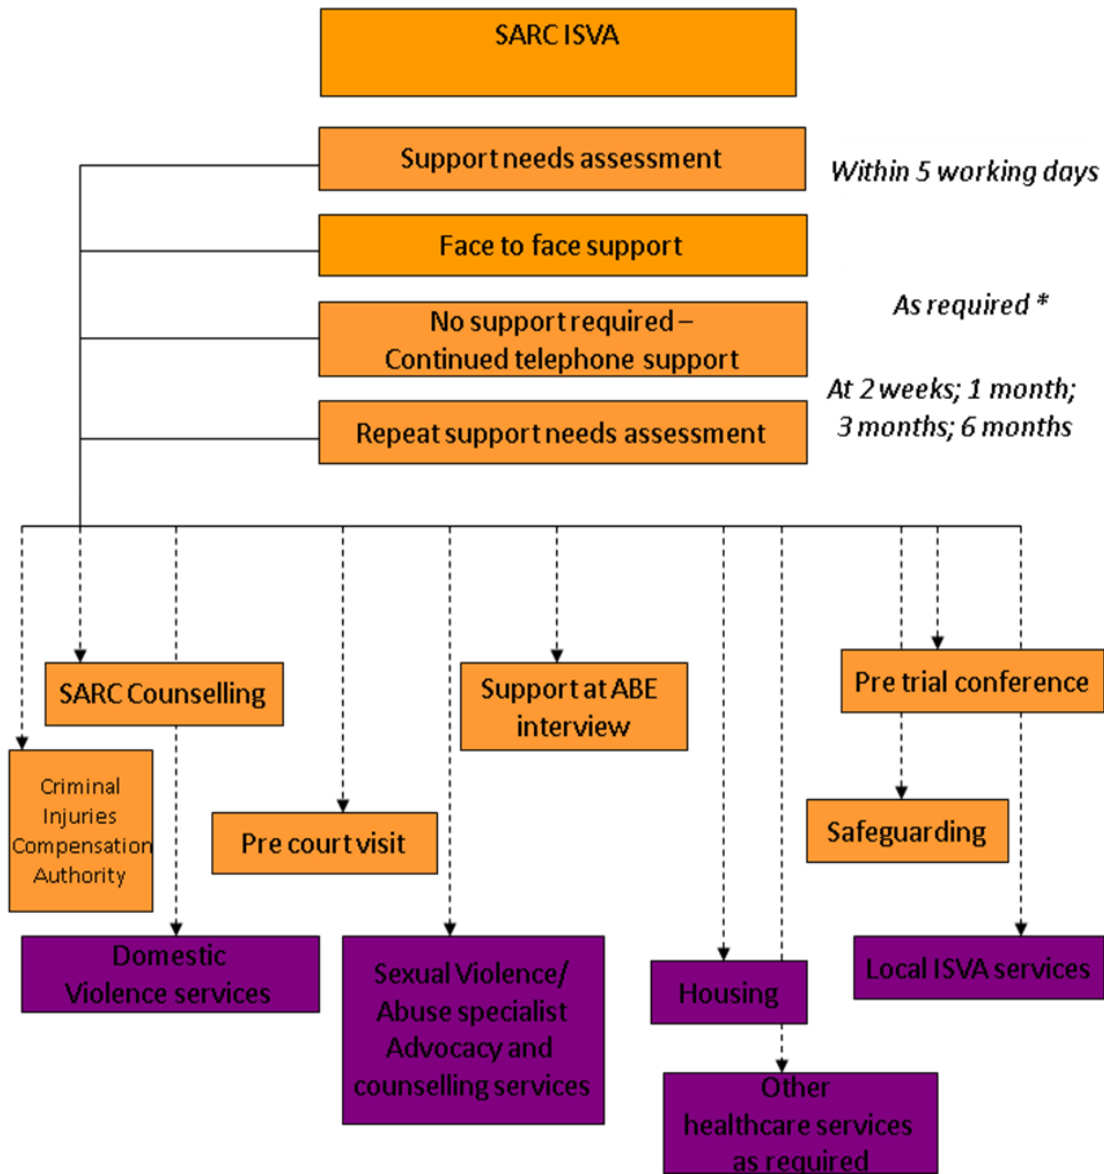 SARC ISVA
Support needs assessment
Within 5 working days
Face to face support
As required *
No support required –
Continued telephone support
At 2 weeks; 1 month;
3 months; 6 months
Repeat support needs assessment
SARC Counselling
Support at ABE
interview
Pre trial conference
Criminal
Injuries
Compensation
Authority
Pre court visit
Safeguarding
Domestic
Violence services
Sexual Violence/
Abuse specialist
Advocacy and
counselling services
Housing
Local ISVA services
Other
healthcare services
as required